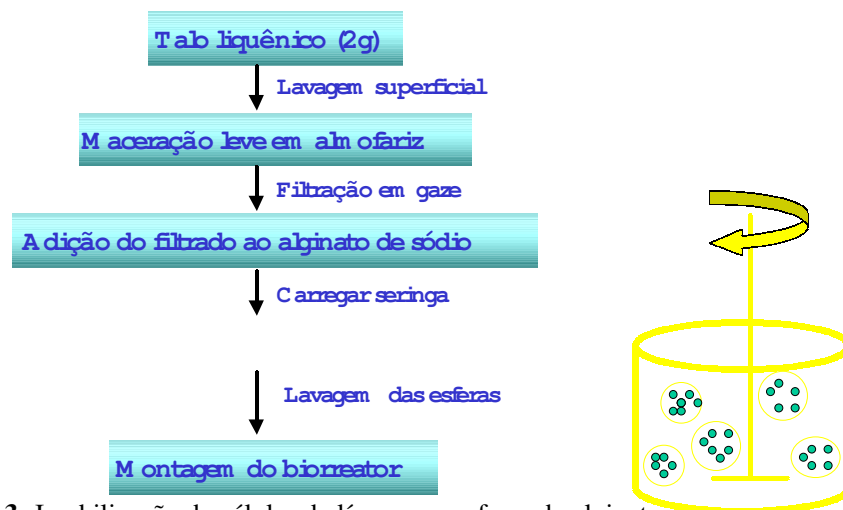 Talo liquênico (2g)
Lavagem superficial
Maceração leve em almofariz
Filtração em gaze
Adição do filtrado ao alginato de sódio
Carregar seringa
Lavagem das esferas
Montagem do biorreator
3.